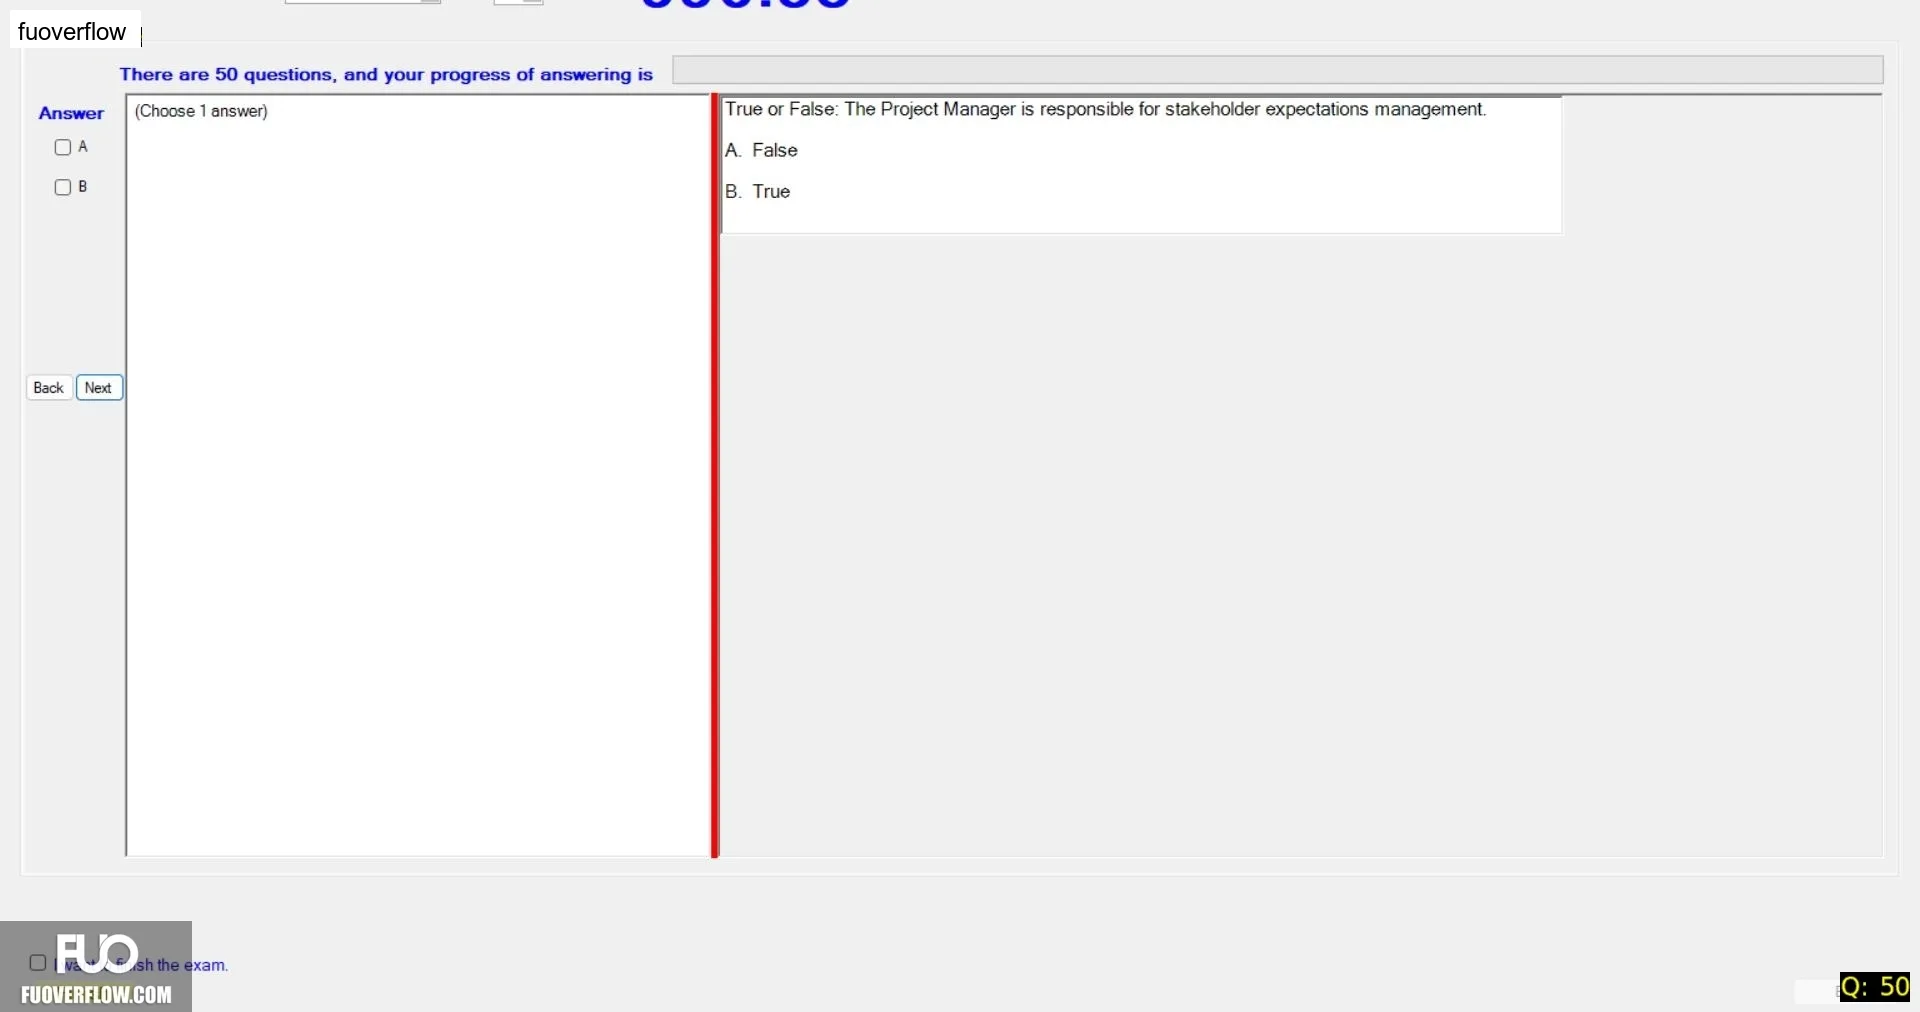 fuoverflow
There are 50 questions, and your progress of answering is
Answer
(Choose 1 answer)
A
B
True or False: The Project Manager is responsible for stakeholder expectations management.
A. False
B. True
Back Next
FUO
the exam.
FUOVERFLOW.COM
Q: 50